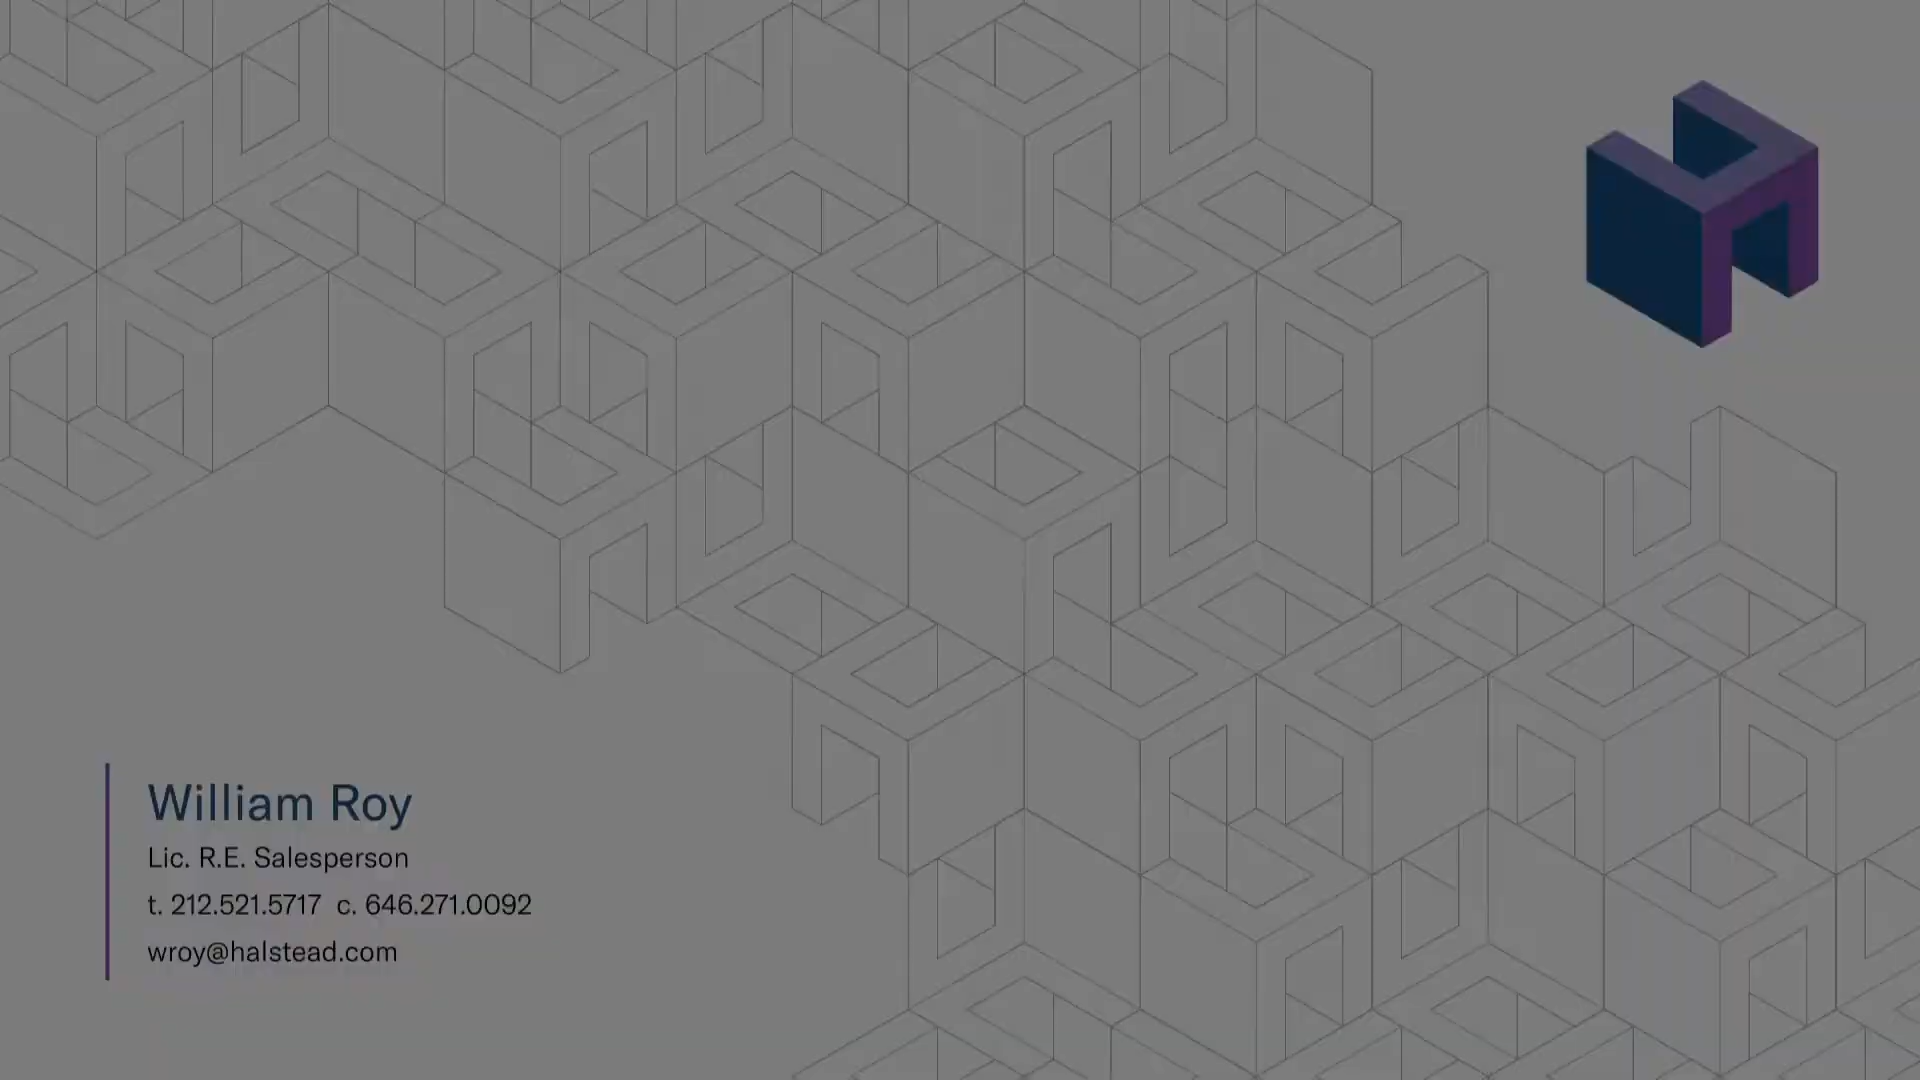 William Roy
Lic. R.E. Salesperson
t. 212.521.5717 c. 646.271.0092
wroy@halstead.com